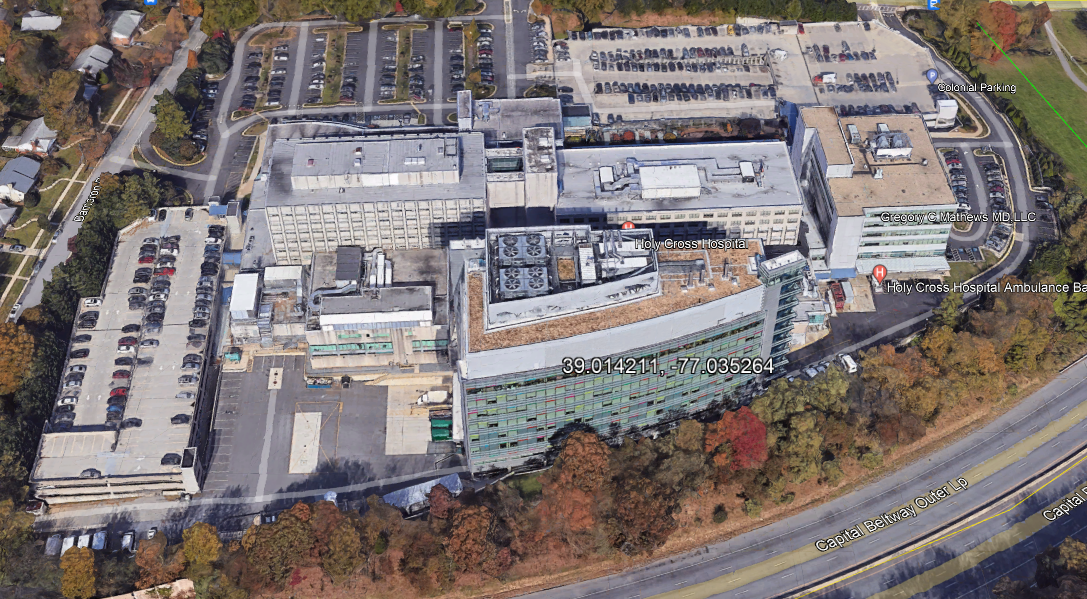 Colonial Parking
Cameron
Gregory C Mathews MD,LLC
Holy Cross Hospital
H
Holy Cross Hospital Ambulance Ba
39.014211, -77.035264
Capital Beltway Outer Lp
Capital B